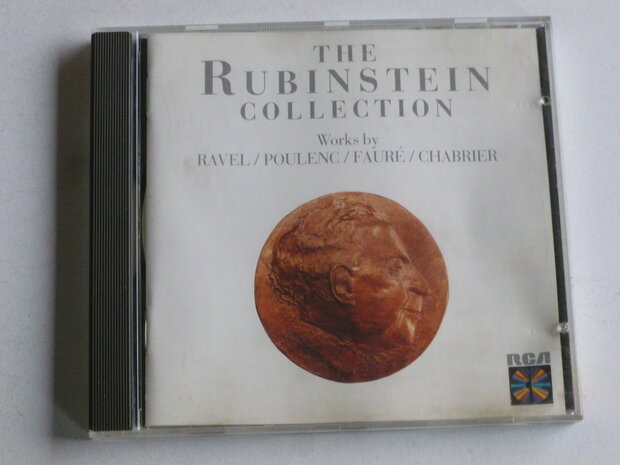 THE
RUBINSTEIN
COLLECTION
Works by
RAVEL / POULENC / FAURÉ / CHABRIER
RCA